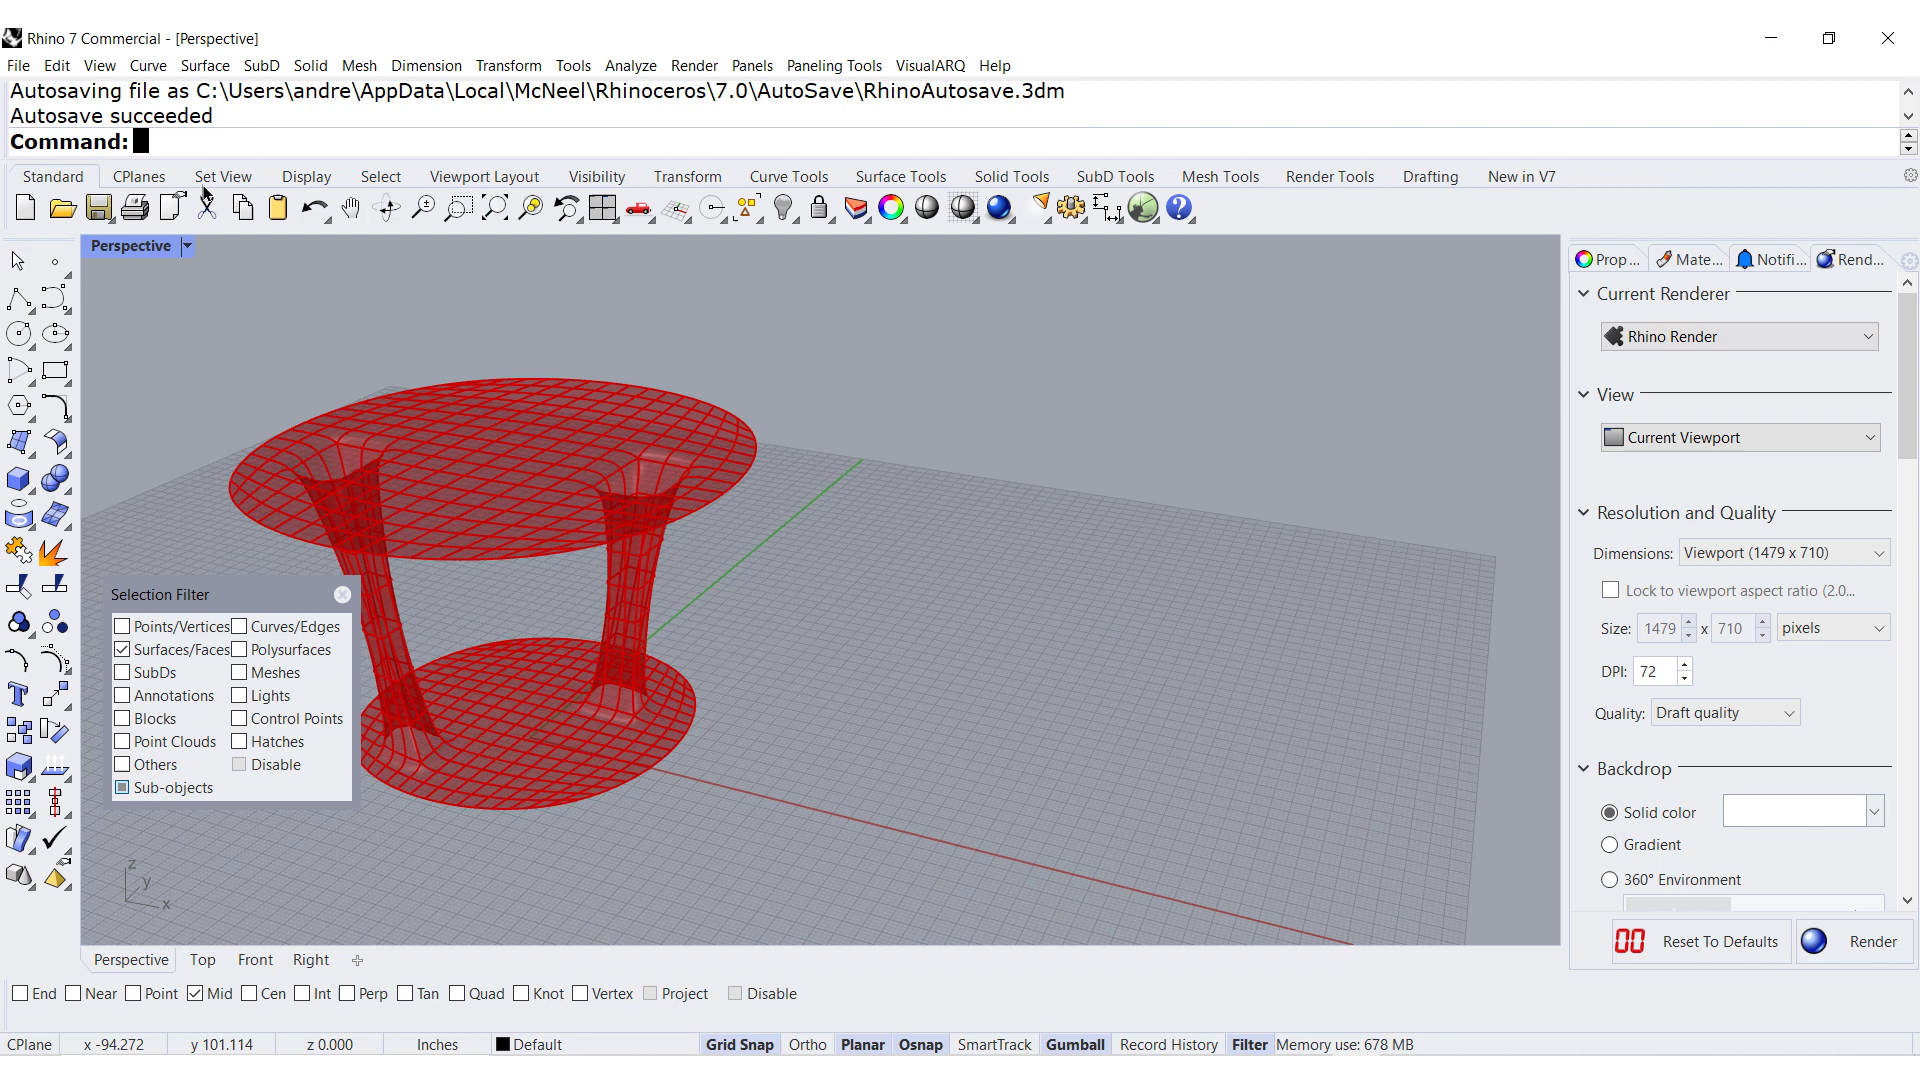 Rhino 7 Commercial - [Perspective]
File Edit View Curve Surface SubD Solid Mesh Dimension Transform Tools Analyze Render Panels Paneling Tools VisualARQ Help
Autosaving file as C:\Users\andre\AppData\Local\McNeel\Rhinoceros\7.0\AutoSave\RhinoAutosave.3dm
Autosave succeeded
Command:
Standard CPlanes Set View Display Select Viewport Layout Visibility Transform Curve Tools Surface Tools Solid Tools SubD Tools Mesh Tools Render Tools Drafting New in V7
Perspective
Prop ... Mate... Notifi... Rend...
Current Renderer
Rhino Render
View
Current Viewport
Resolution and Quality
Dimensions: Viewport (1479 x 710)
Lock to viewport aspect ratio (2.0...
Size: 1479 x 710 pixels
DPI: 72
Quality: Draft quality
Backdrop
Solid color
Gradient
360° Environment
Reset To Defaults Render
Selection Filter
Points/Vertices Curves/Edges
Surfaces/Faces Polysurfaces
SubDs Meshes
Annotations Lights
Blocks Control Points
Point Clouds Hatches
Others Disable
Sub-objects
z
y
x
Perspective Top Front Right
End Near Point Mid Cen Int Perp Tan Quad Knot Vertex Project Disable
CPlane x -94.272 y 101.114 z 0.000 Inches Default Grid Snap Ortho Planar Osnap SmartTrack Gumball Record History Filter Memory use: 678 MB